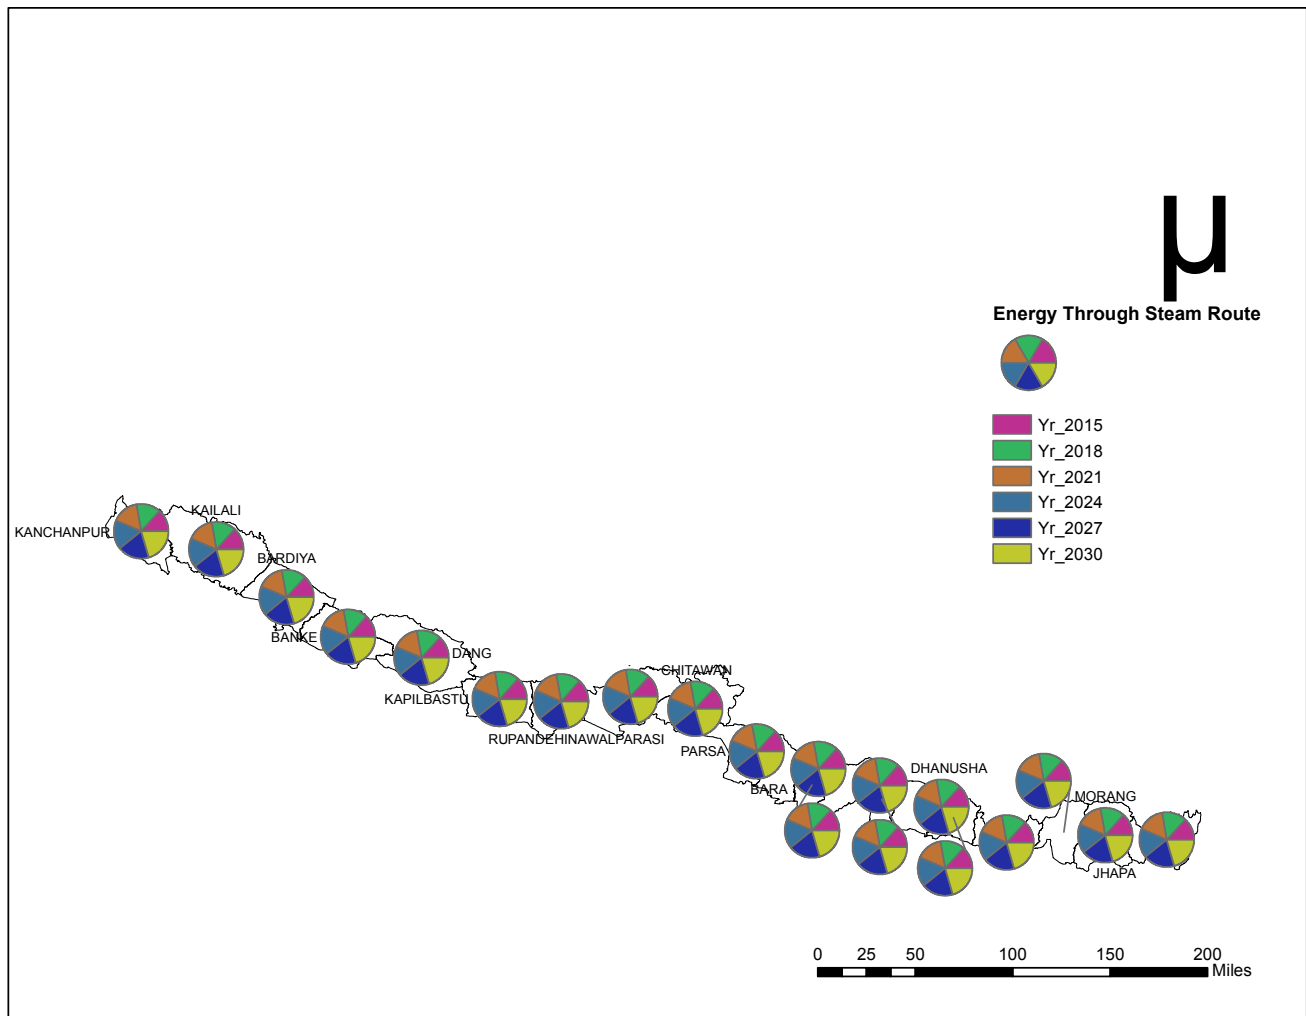 µ
Energy Through Steam Route
Yr_2015
Yr_2018
Yr_2021
Yr_2024
Yr_2027
Yr_2030
KAILALI
KANCHANPUR
BARDIYA
BANKE
DANG
CHITAWAN
KAPILBASTU
RUPANDEHINAWALPARASI
PARSA
DHANUSHA
BARA
MORANG
JHAPA
0 25 50 100 150 200
Miles